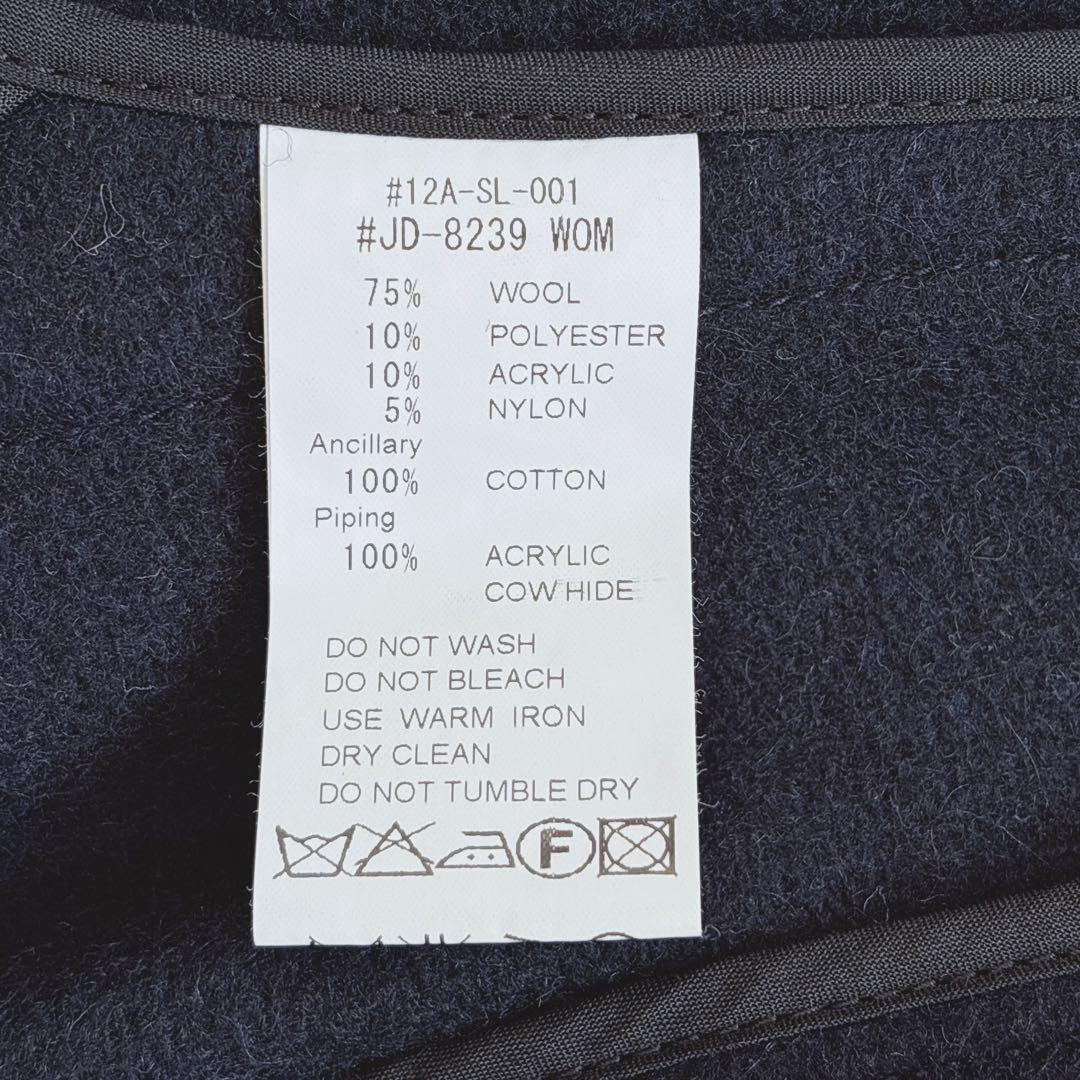 #12A-SL-001
#JD-8239 WOM
75% WOOL
10% POLYESTER
10% ACRYLIC
5% NYLON
Ancillary
100% COTTON
Piping
100% ACRYLIC
COW HIDE
DO NOT WASH
DO NOT BLEACH
USE WARM IRON
DRY CLEAN
DO NOT TUMBLE DRY
F